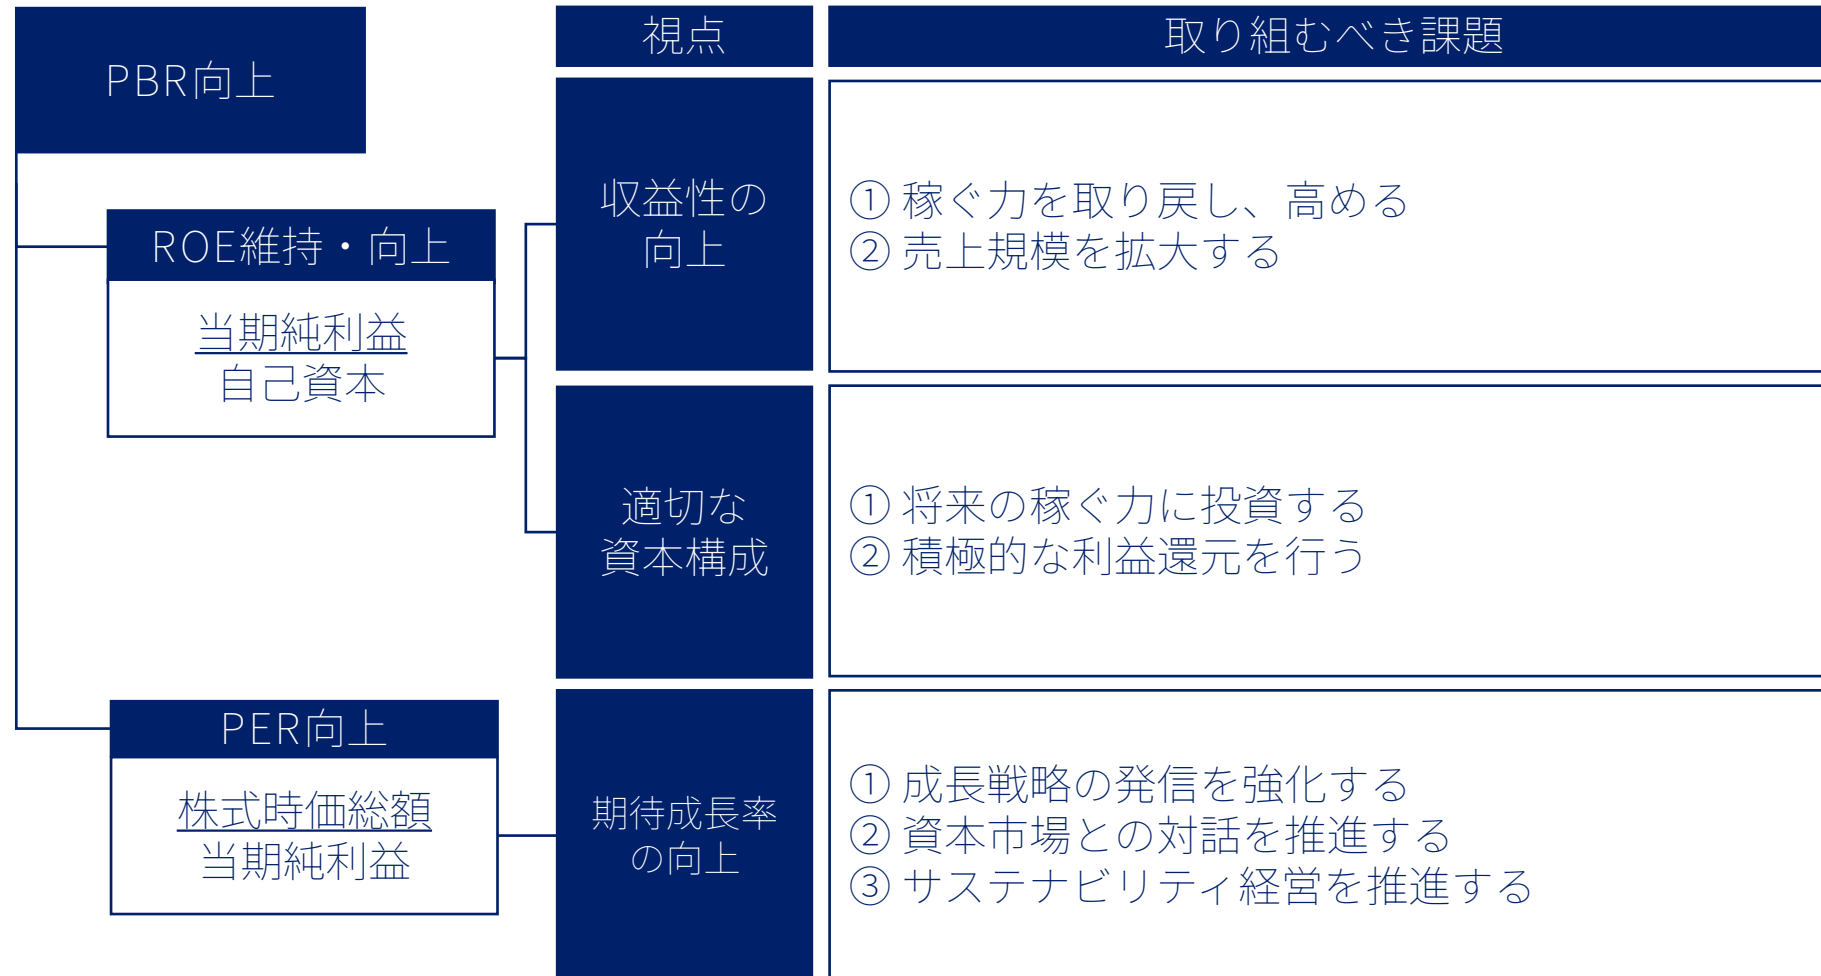 PBR向上
視点
取り組むべき課題
ROE維持・向上
当期純利益
自己資本
収益性の
向上
① 稼ぐ力を取り戻し、高める
② 売上規模を拡大する
適切な
資本構成
① 将来の稼ぐ力に投資する
② 積極的な利益還元を行う
PER向上
株式時価総額
当期純利益
期待成長率
の向上
① 成長戦略の発信を強化する
② 資本市場との対話を推進する
③ サステナビリティ経営を推進する